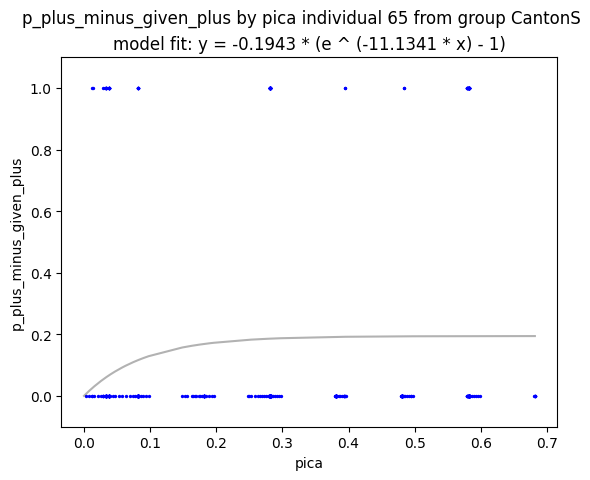 p_plus_minus_given_plus by pica individual 65 from group CantonS
model fit: y = -0.1943 * (e ^ (-11.1341 * x) - 1)
1.0
0.8
0.6
0.4
0.2
0.0
p_plus_minus_given_plus
0.0 0.1 0.2 0.3 0.4 0.5 0.6 0.7
pica